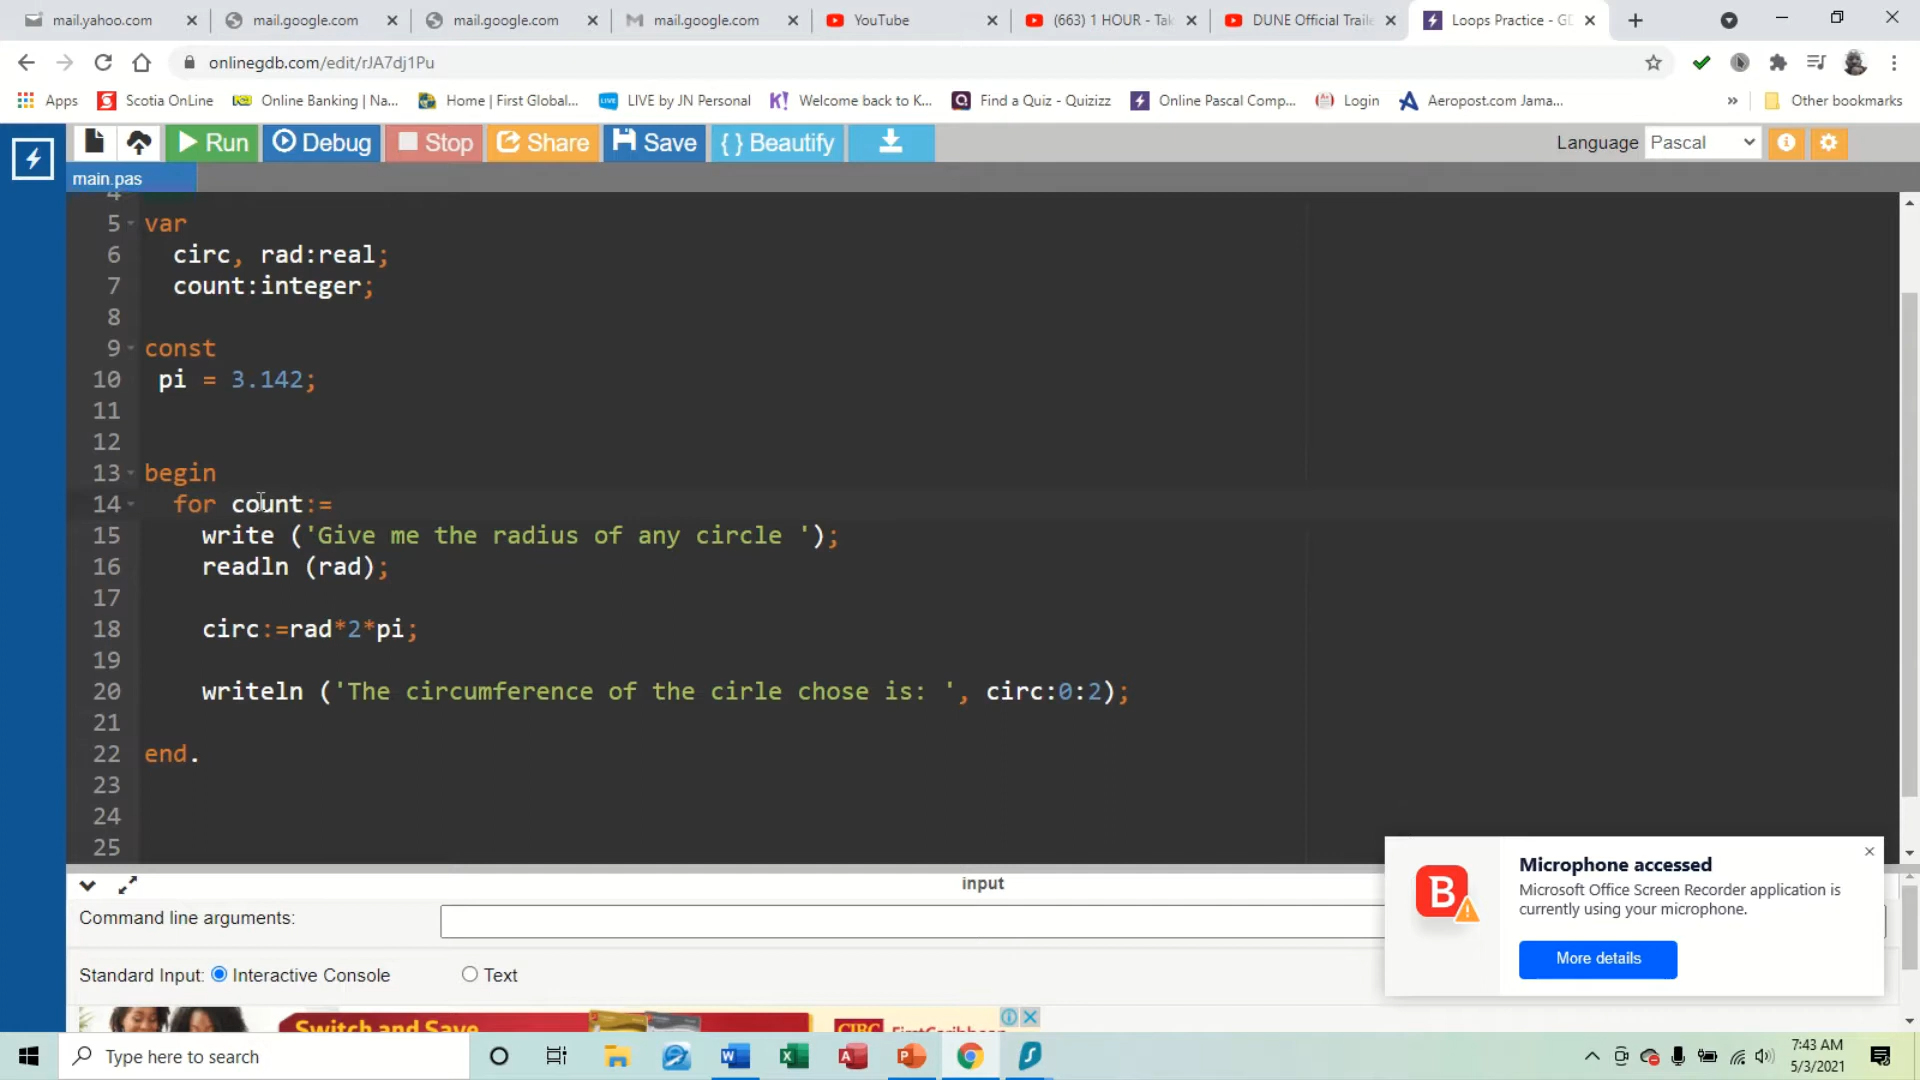 mail.yahoo.com
mail.google.com
mail.google.com
mail.google.com
YouTube
(663) 1 HOUR - Tak
DUNE Official Traile
Loops Practice - GD
onlinegdb.com/edit/rJA7dj1Pu
Apps
Scotia OnLine
Online Banking | Na...
Home | First Global...
LIVE by JN Personal
Welcome back to K...
Find a Quiz - Quizizz
Online Pascal Comp...
Login
Aeropost.com Jama...
Other bookmarks
Run
Debug
Stop
Share
Save
{ } Beautify
Language Pascal
main.pas
4
5 var
6 circ, rad:real;
7 count:integer;
8
9 const
10 pi = 3.142;
11
12
13 begin
14 for count:=
15 write ('Give me the radius of any circle ');
16 readln (rad);
17
18 circ:=rad*2*pi;
19
20 writeln ('The circumference of the cirle chose is: ', circ:0:2);
21
22 end.
23
24
25
input
Command line arguments:
Standard Input: Interactive Console Text
Microphone accessed
Microsoft Office Screen Recorder application is
currently using your microphone.
More details
Switch and Save
CIBC FirstCaribbean
Type here to search
7:43 AM
5/3/2021